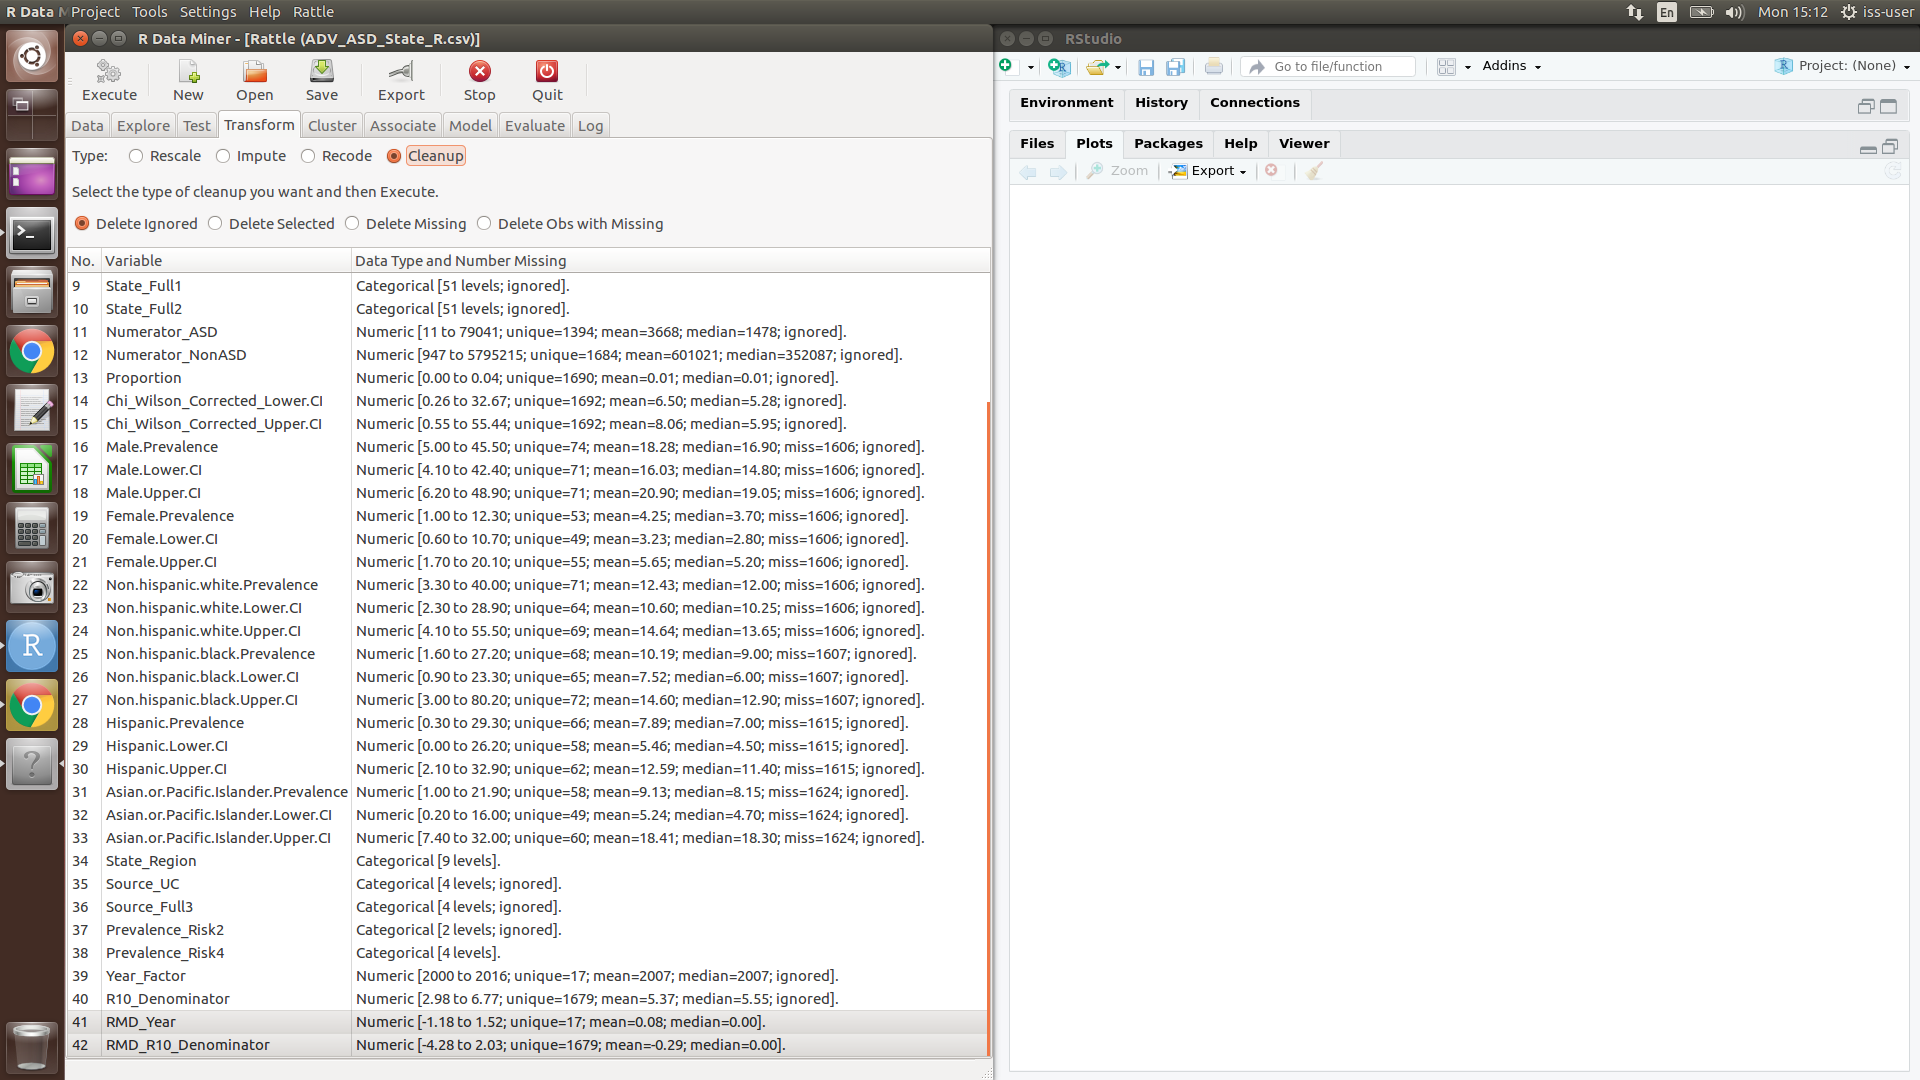 R Data M Project Tools Settings Help Rattle
En Mon 15:12 iss-user
R Data Miner - [Rattle (ADV_ASD_State_R.csv)]
Execute New Open Save Export Stop Quit
Data Explore Test Transform Cluster Associate Model Evaluate Log
Type: Rescale Impute Recode Cleanup
Select the type of cleanup you want and then Execute.
Delete Ignored Delete Selected Delete Missing Delete Obs with Missing
No. Variable Data Type and Number Missing
9 State_Full1 Categorical [51 levels; ignored].
10 State_Full2 Categorical [51 levels; ignored].
11 Numerator_ASD Numeric [11 to 79041; unique=1394; mean=3668; median=1478; ignored].
12 Numerator_NonASD Numeric [947 to 5795215; unique=1684; mean=601021; median=352087; ignored].
13 Proportion Numeric [0.00 to 0.04; unique=1690; mean=0.01; median=0.01; ignored].
14 Chi_Wilson_Corrected_Lower.CI Numeric [0.26 to 32.67; unique=1692; mean=6.50; median=5.28; ignored].
15 Chi_Wilson_Corrected_Upper.CI Numeric [0.55 to 55.44; unique=1692; mean=8.06; median=5.95; ignored].
16 Male.Prevalence Numeric [5.00 to 45.50; unique=74; mean=18.28; median=16.90; miss=1606; ignored].
17 Male.Lower.CI Numeric [4.10 to 42.40; unique=71; mean=16.03; median=14.80; miss=1606; ignored].
18 Male.Upper.CI Numeric [6.20 to 48.90; unique=71; mean=20.90; median=19.05; miss=1606; ignored].
19 Female.Prevalence Numeric [1.00 to 12.30; unique=53; mean=4.25; median=3.70; miss=1606; ignored].
20 Female.Lower.CI Numeric [0.60 to 10.70; unique=49; mean=3.23; median=2.80; miss=1606; ignored].
21 Female.Upper.CI Numeric [1.70 to 20.10; unique=55; mean=5.65; median=5.20; miss=1606; ignored].
22 Non.hispanic.white.Prevalence Numeric [3.30 to 40.00; unique=71; mean=12.43; median=12.00; miss=1606; ignored].
23 Non.hispanic.white.Lower.CI Numeric [2.30 to 28.90; unique=64; mean=10.60; median=10.25; miss=1606; ignored].
24 Non.hispanic.white.Upper.CI Numeric [4.10 to 55.50; unique=69; mean=14.64; median=13.65; miss=1606; ignored].
25 Non.hispanic.black.Prevalence Numeric [1.60 to 27.20; unique=68; mean=10.19; median=9.00; miss=1607; ignored].
26 Non.hispanic.black.Lower.CI Numeric [0.90 to 23.30; unique=65; mean=7.52; median=6.00; miss=1607; ignored].
27 Non.hispanic.black.Upper.CI Numeric [3.00 to 80.20; unique=72; mean=14.60; median=12.90; miss=1607; ignored].
28 Hispanic.Prevalence Numeric [0.30 to 29.30; unique=66; mean=7.89; median=7.00; miss=1615; ignored].
29 Hispanic.Lower.CI Numeric [0.00 to 26.20; unique=58; mean=5.46; median=4.50; miss=1615; ignored].
30 Hispanic.Upper.CI Numeric [2.10 to 32.90; unique=62; mean=12.59; median=11.40; miss=1615; ignored].
31 Asian.or.Pacific.Islander.Prevalence Numeric [1.00 to 21.90; unique=58; mean=9.13; median=8.15; miss=1624; ignored].
32 Asian.or.Pacific.Islander.Lower.CI Numeric [0.20 to 16.00; unique=49; mean=5.24; median=4.70; miss=1624; ignored].
33 Asian.or.Pacific.Islander.Upper.CI Numeric [7.40 to 32.00; unique=60; mean=18.41; median=18.30; miss=1624; ignored].
34 State_Region Categorical [9 levels].
35 Source_UC Categorical [4 levels; ignored].
36 Source_Full3 Categorical [4 levels; ignored].
37 Prevalence_Risk2 Categorical [2 levels; ignored].
38 Prevalence_Risk4 Categorical [4 levels].
39 Year_Factor Numeric [2000 to 2016; unique=17; mean=2007; median=2007; ignored].
40 R10_Denominator Numeric [2.98 to 6.77; unique=1679; mean=5.37; median=5.55; ignored].
41 RMD_Year Numeric [-1.18 to 1.52; unique=17; mean=0.08; median=0.00].
42 RMD_R10_Denominator Numeric [-4.28 to 2.03; unique=1679; mean=-0.29; median=0.00].
RStudio
Go to file/function Addins Project: (None)
Environment History Connections
Files Plots Packages Help Viewer
Zoom Export